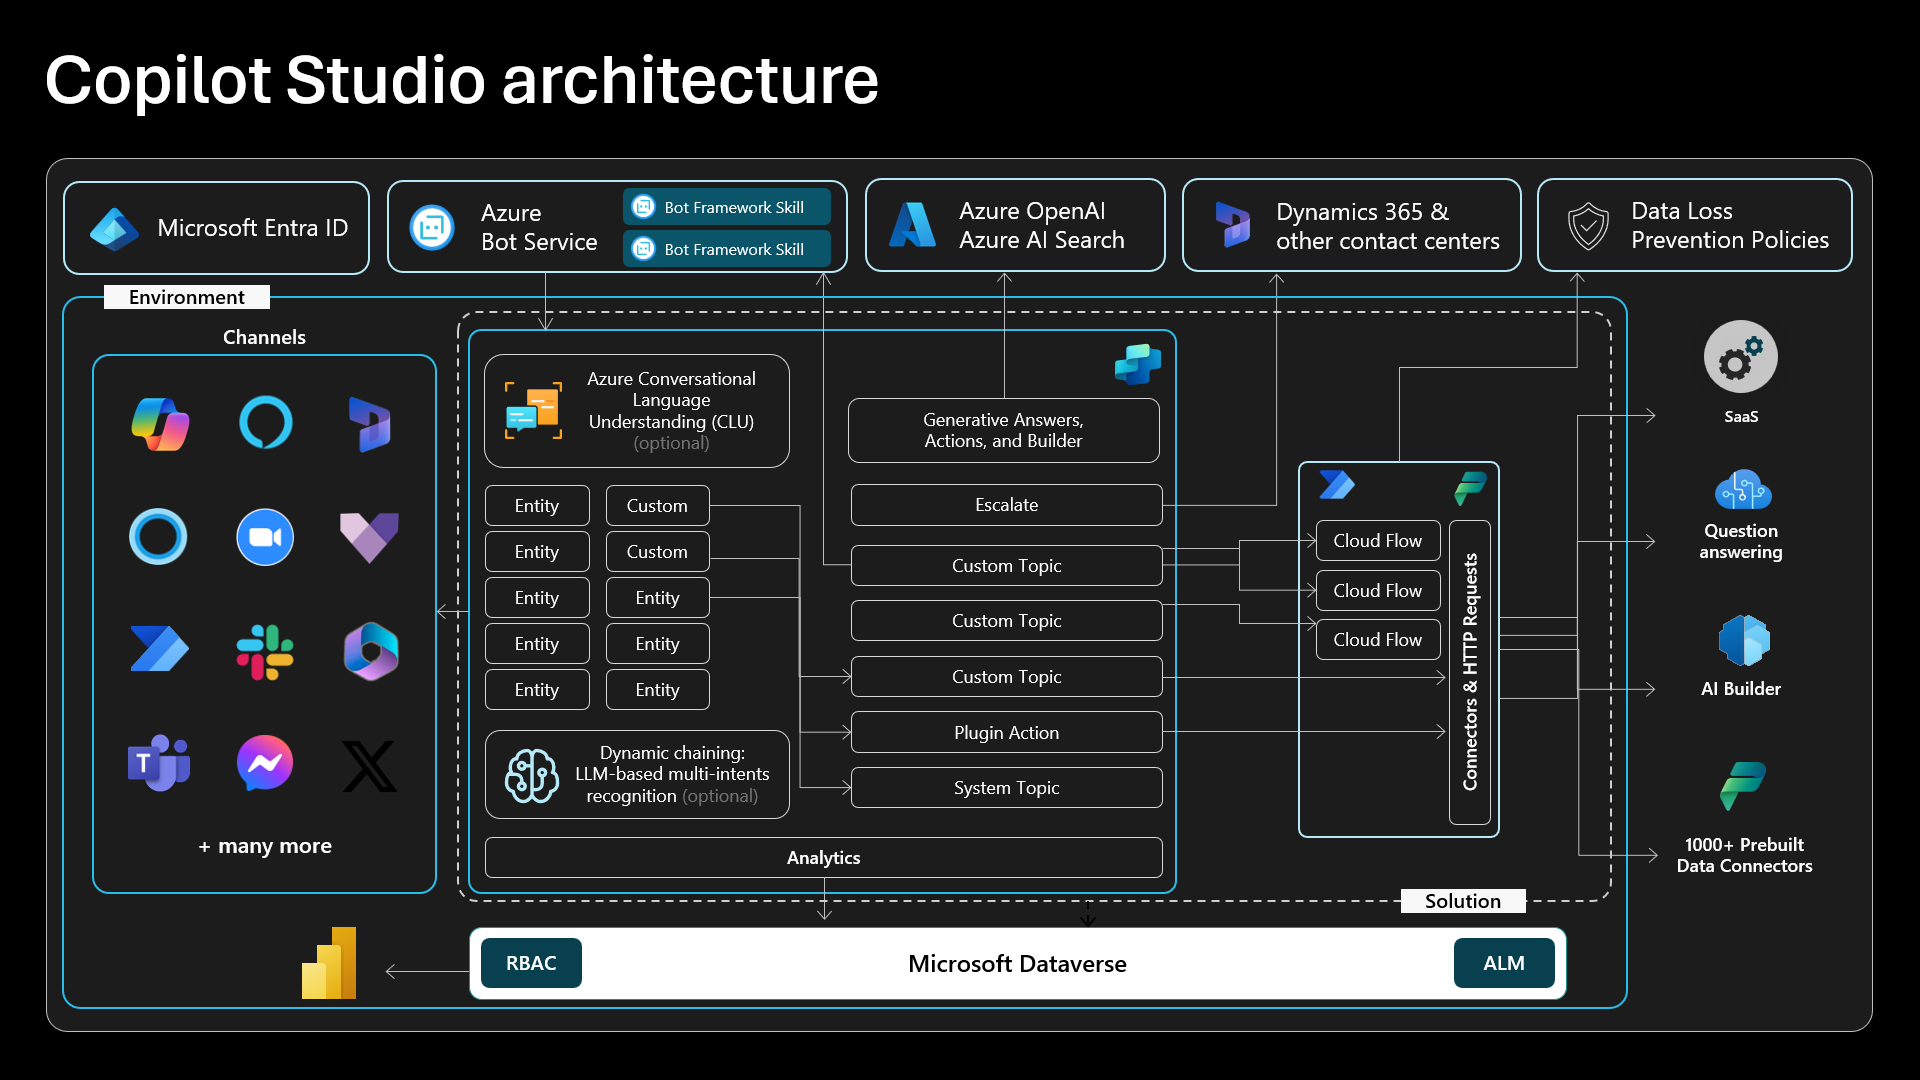 Copilot Studio architecture
Microsoft Entra ID
Azure
Bot Service
Bot Framework Skill
Bot Framework Skill
Azure OpenAI
Azure AI Search
Dynamics 365 &
other contact centers
Data Loss
Prevention Policies
Environment
Channels
T
+ many more
Azure Conversational
Language
Understanding (CLU)
(optional)
Entity
Custom
Entity
Custom
Entity
Entity
Entity
Entity
Entity
Entity
Dynamic chaining:
LLM-based multi-intents
recognition (optional)
Generative Answers,
Actions, and Builder
Escalate
Custom Topic
Custom Topic
Custom Topic
Plugin Action
System Topic
Analytics
Cloud Flow
Cloud Flow
Cloud Flow
Connectors & HTTP Requests
Solution
SaaS
Question
answering
AI Builder
1000+ Prebuilt
Data Connectors
RBAC
Microsoft Dataverse
ALM